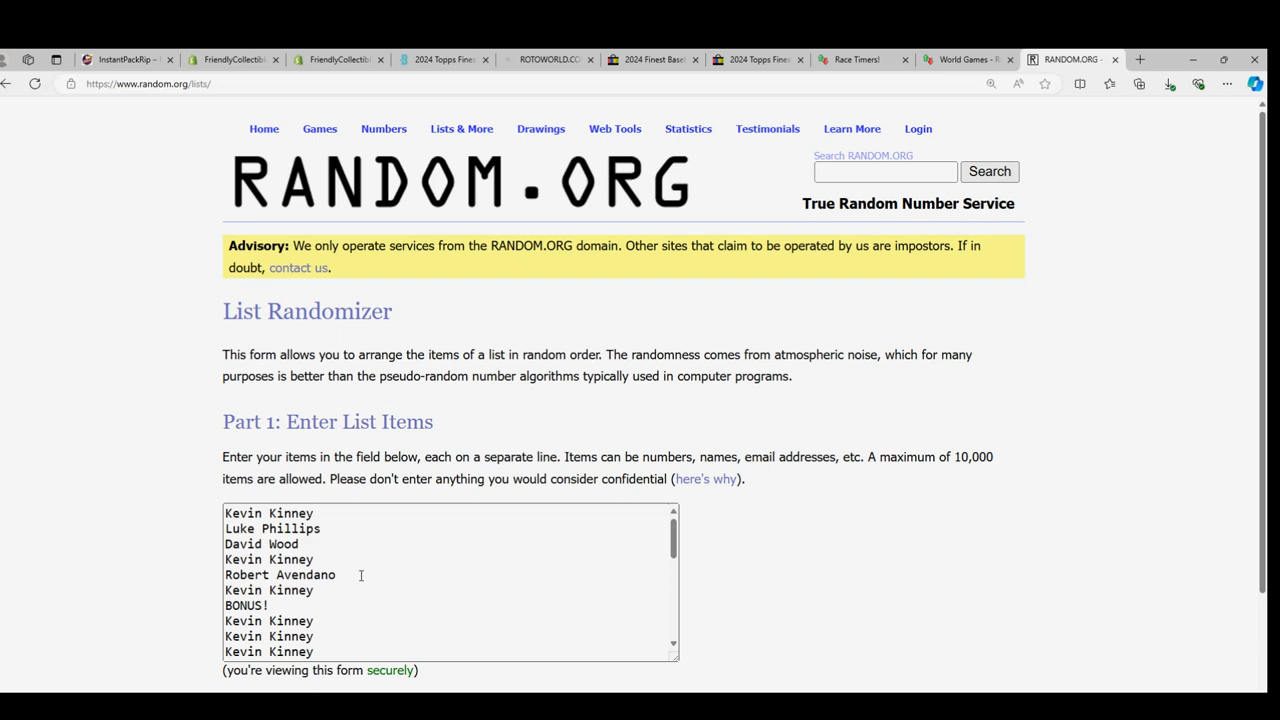 InstantPackRip –
FriendlyCollectib
FriendlyCollectib
2024 Topps Fines
ROTOWORLD.CO
2024 Finest Baseb
2024 Topps Fines
Race Timers!
World Games - R
RANDOM.ORG -
https://www.random.org/lists/
Home Games Numbers Lists & More Drawings Web Tools Statistics Testimonials Learn More Login
RANDOM.ORG
Search RANDOM.ORG
Search
True Random Number Service
Advisory: We only operate services from the RANDOM.ORG domain. Other sites that claim to be operated by us are impostors. If in
doubt, contact us.
List Randomizer
This form allows you to arrange the items of a list in random order. The randomness comes from atmospheric noise, which for many
purposes is better than the pseudo-random number algorithms typically used in computer programs.
Part 1: Enter List Items
Enter your items in the field below, each on a separate line. Items can be numbers, names, email addresses, etc. A maximum of 10,000
items are allowed. Please don't enter anything you would consider confidential (here's why).
Kevin Kinney
Luke Phillips
David Wood
Kevin Kinney
Robert Avendano
Kevin Kinney
BONUS!
Kevin Kinney
Kevin Kinney
Kevin Kinney
(you're viewing this form securely)